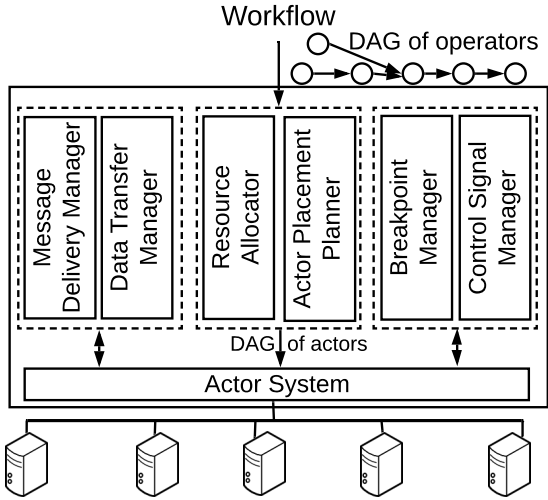 Workflow
DAG of operators
Message
Delivery Manager
Data Transfer
Manager
Resource
Allocator
Actor Placement
Planner
Breakpoint
Manager
Control Signal
Manager
DAG of actors
Actor System